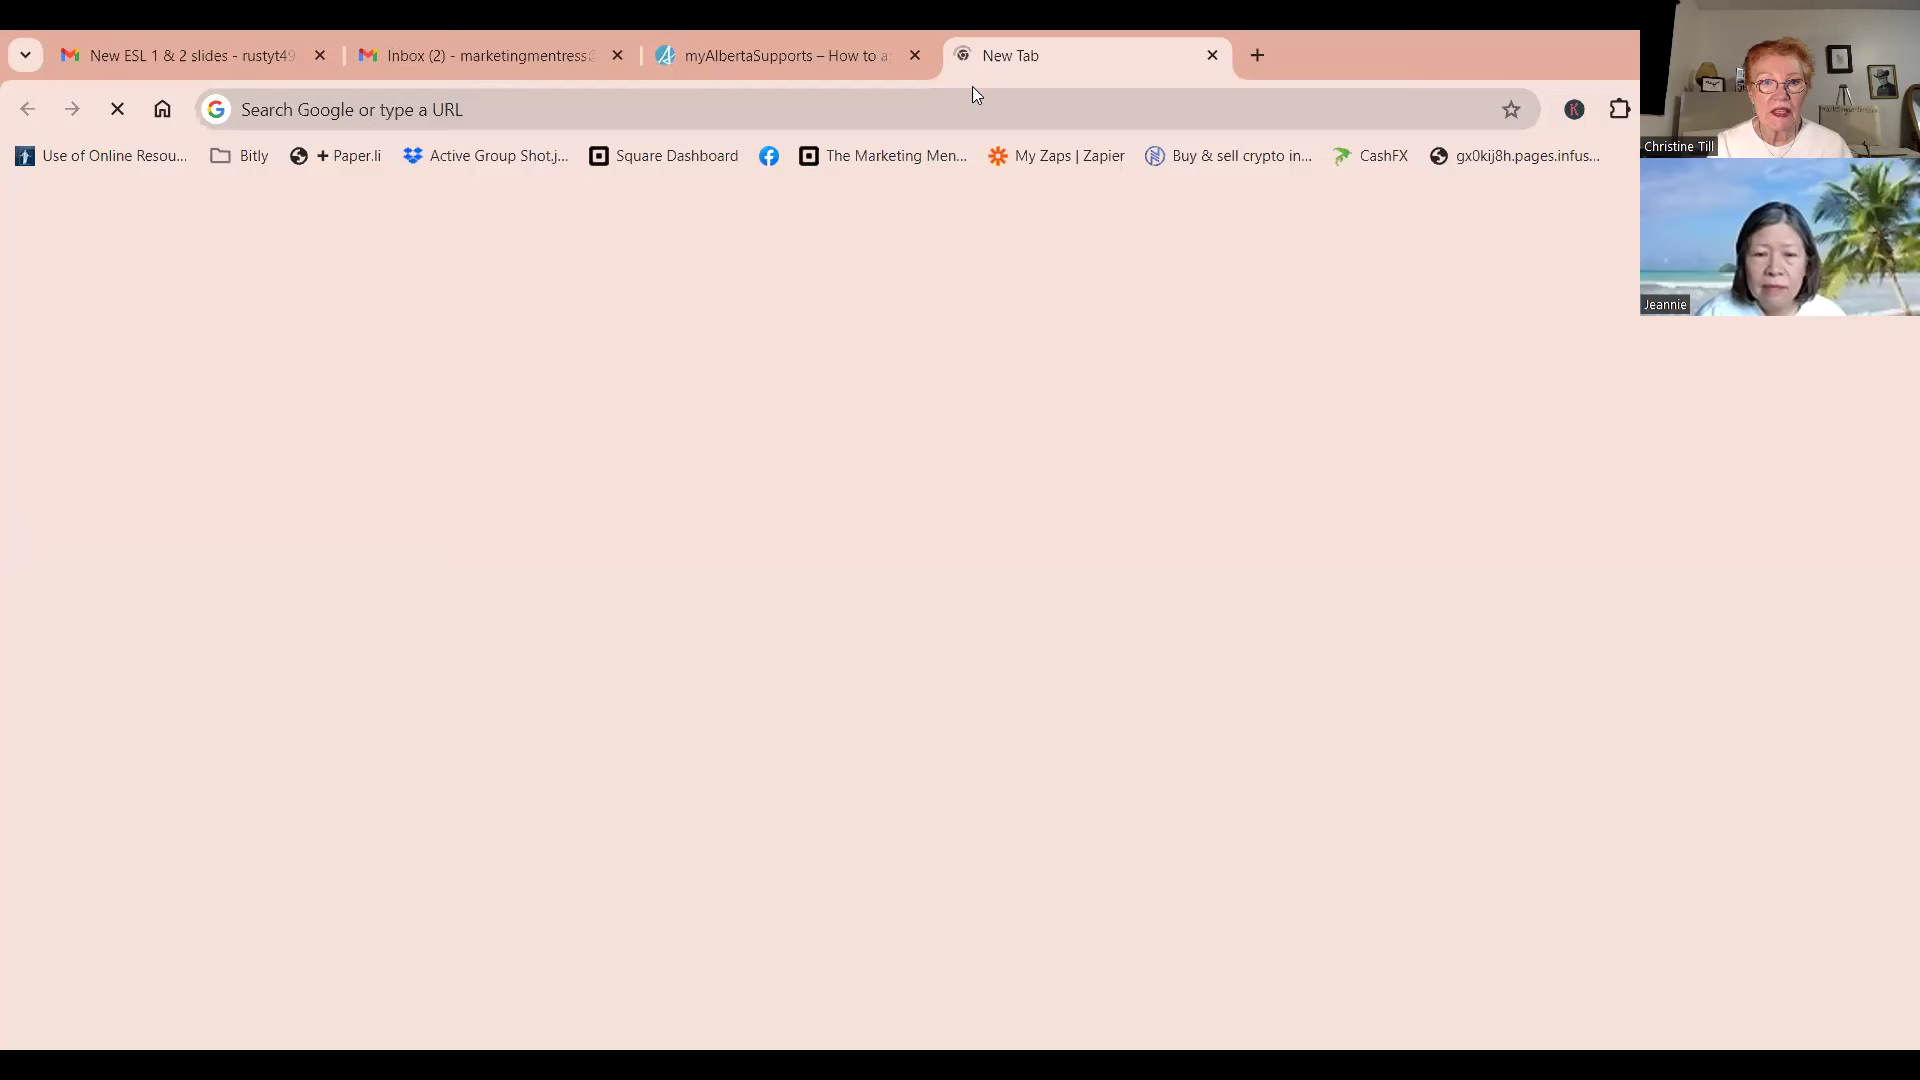 New ESL 1 & 2 slides - rustyt49
Inbox (2) - marketingmentress@
myAlbertaSupports – How to a
New Tab
Search Google or type a URL
Use of Online Resou...
Bitly
+ Paper.li
Active Group Shot.j...
Square Dashboard
The Marketing Men...
My Zaps | Zapier
Buy & sell crypto in...
CashFX
gx0kij8h.pages.infus...
Christine Till
Jeannie